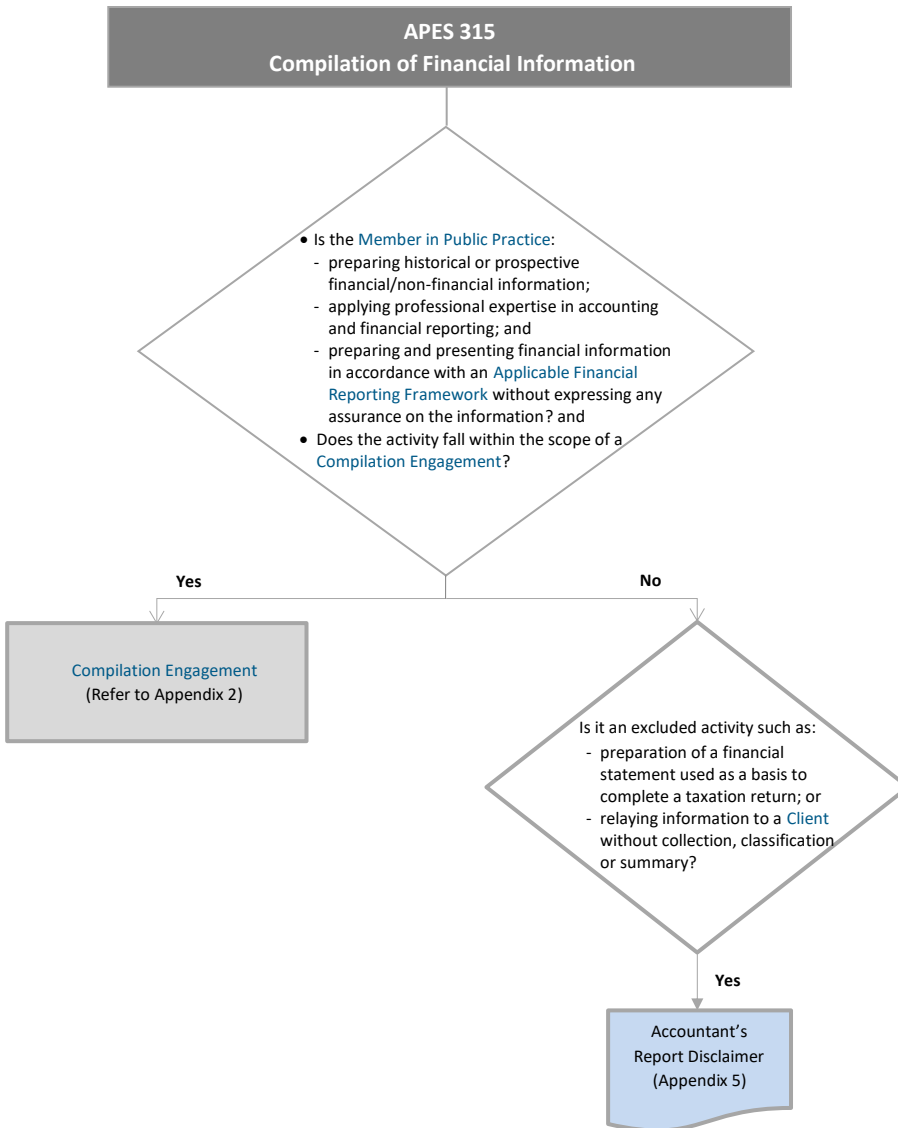 APES 315
Compilation of Financial Information
• Is the Member in Public Practice:
- preparing historical or prospective
financial/non-financial information;
- applying professional expertise in accounting
and financial reporting; and
- preparing and presenting financial information
in accordance with an Applicable Financial
Reporting Framework without expressing any
assurance on the information? and
• Does the activity fall within the scope of a
Compilation Engagement?
Yes
No
Compilation Engagement
(Refer to Appendix 2)
Is it an excluded activity such as:
- preparation of a financial
statement used as a basis to
complete a taxation return; or
- relaying information to a Client
without collection, classification
or summary?
Yes
Accountant’s
Report Disclaimer
(Appendix 5)